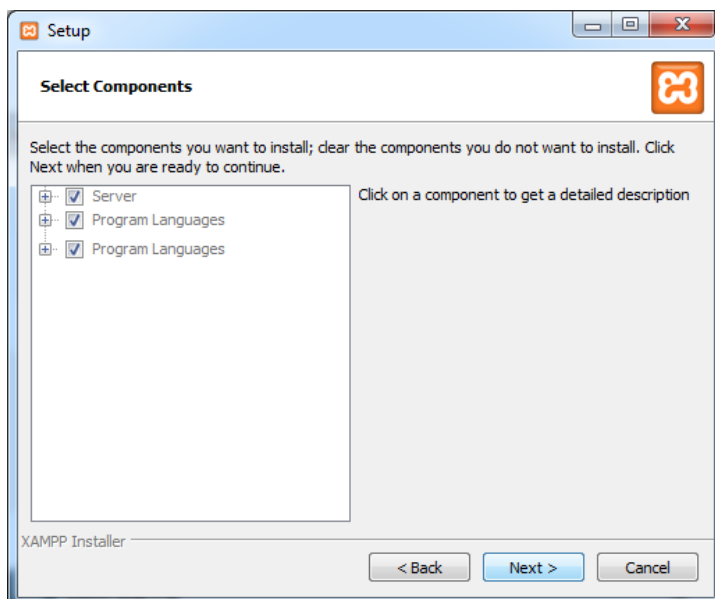 Setup
Select Components
Select the components you want to install; clear the components you do not want to install. Click
Next when you are ready to continue.
Server
Program Languages
Program Languages
Click on a component to get a detailed description
XAMPP Installer
< Back
Next >
Cancel